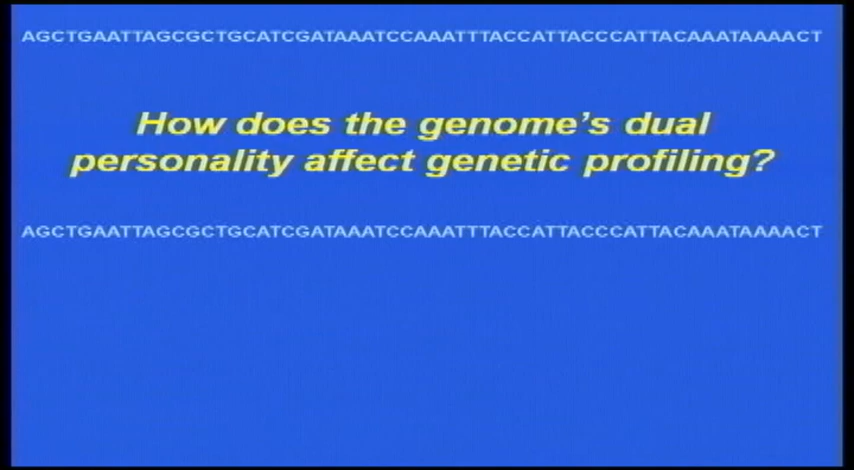 AGCTGAATTAGCGCTGCATCGATAAATCCAAATTTACCATTACCCATTACAAATAAAACT
How does the genome's dual
personality affect genetic profiling?
AGCTGAATTAGCGCTGCATCGATAAATCCAAATTTACCATTACCCATTACAAATAAAACT